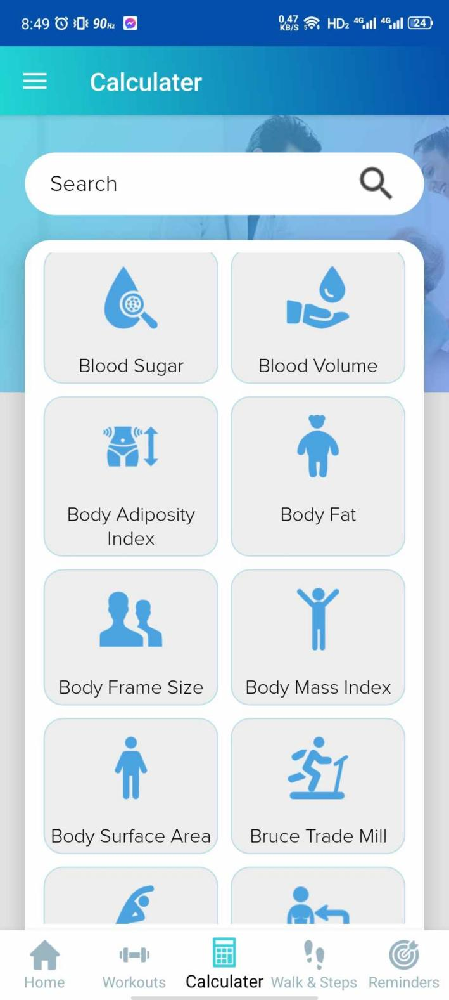 8:49 90Hz 0,47 KB/S 5 HD2 4G 4G 24
Calculater
Search
Blood Sugar Blood Volume
Body Adiposity Body Fat
Index
Body Frame Size Body Mass Index
Body Surface Area Bruce Trade Mill
Home Workouts Calculater Walk & Steps Reminders